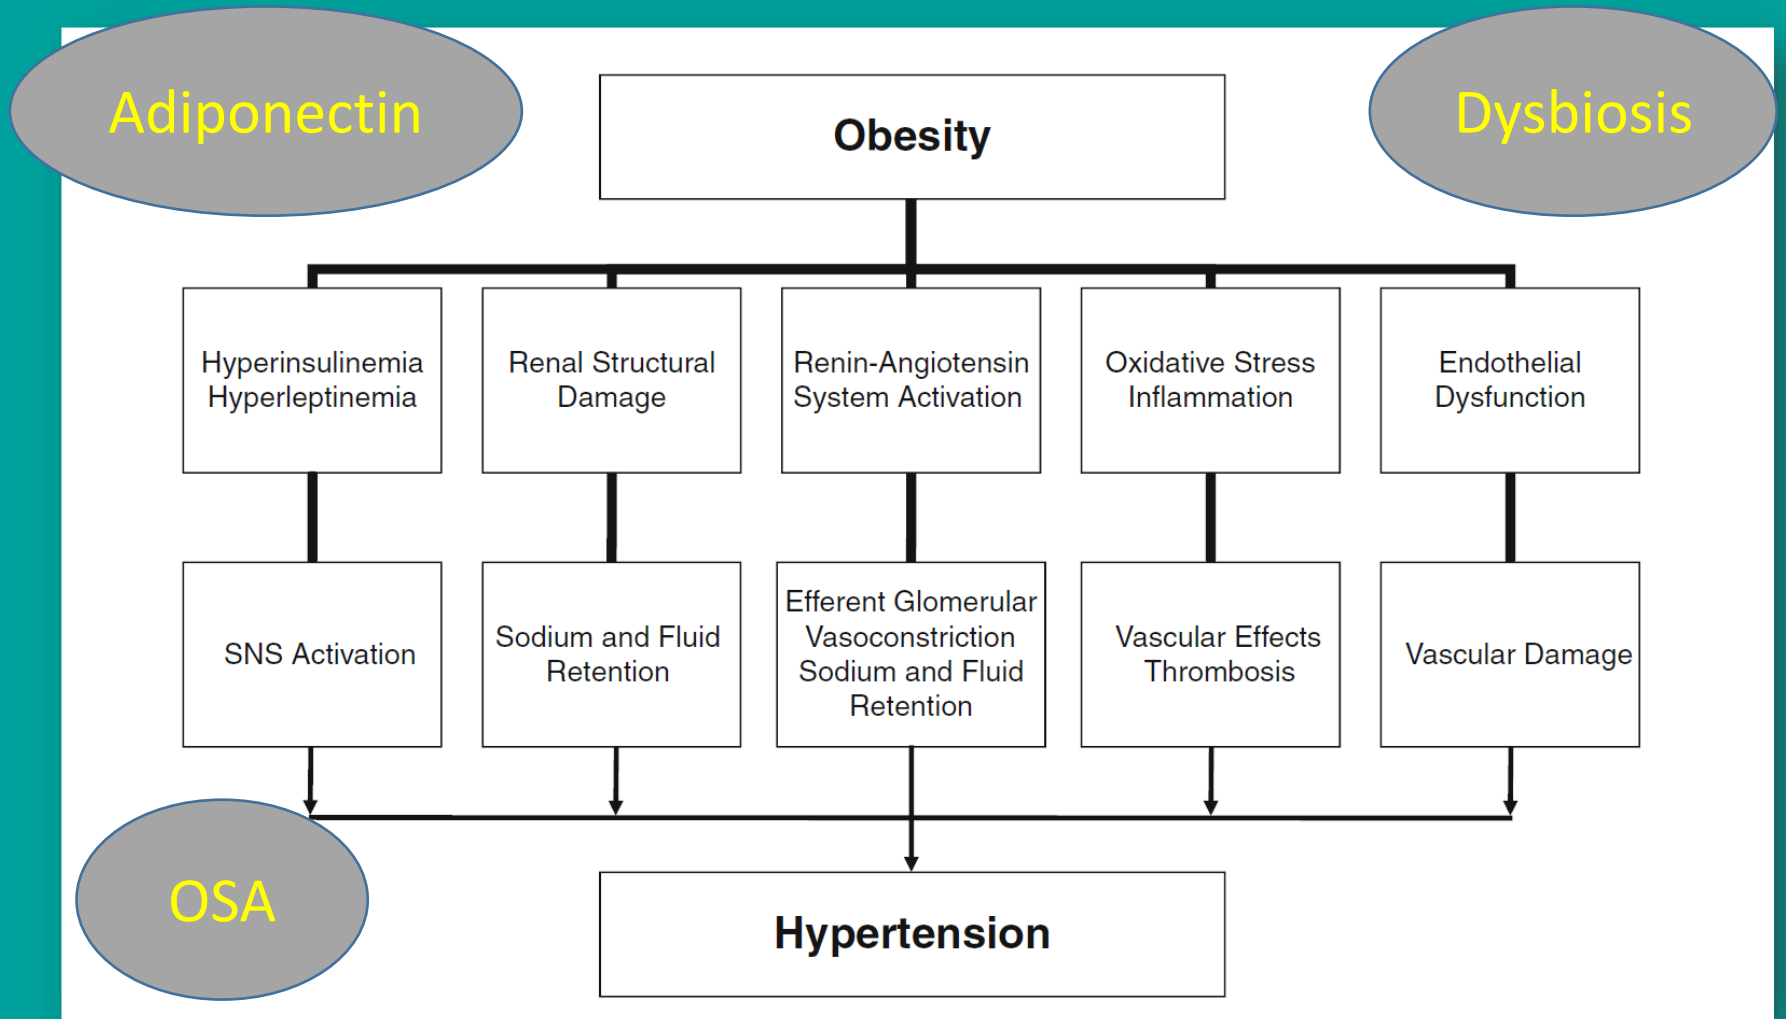 Adiponectin
Dysbiosis
Obesity
Hyperinsulinemia
Hyperleptinemia
Renal Structural
Damage
Renin-Angiotensin
System Activation
Oxidative Stress
Inflammation
Endothelial
Dysfunction
SNS Activation
Sodium and Fluid
Retention
Efferent Glomerular
Vasoconstriction
Sodium and Fluid
Retention
Vascular Effects
Thrombosis
Vascular Damage
OSA
Hypertension